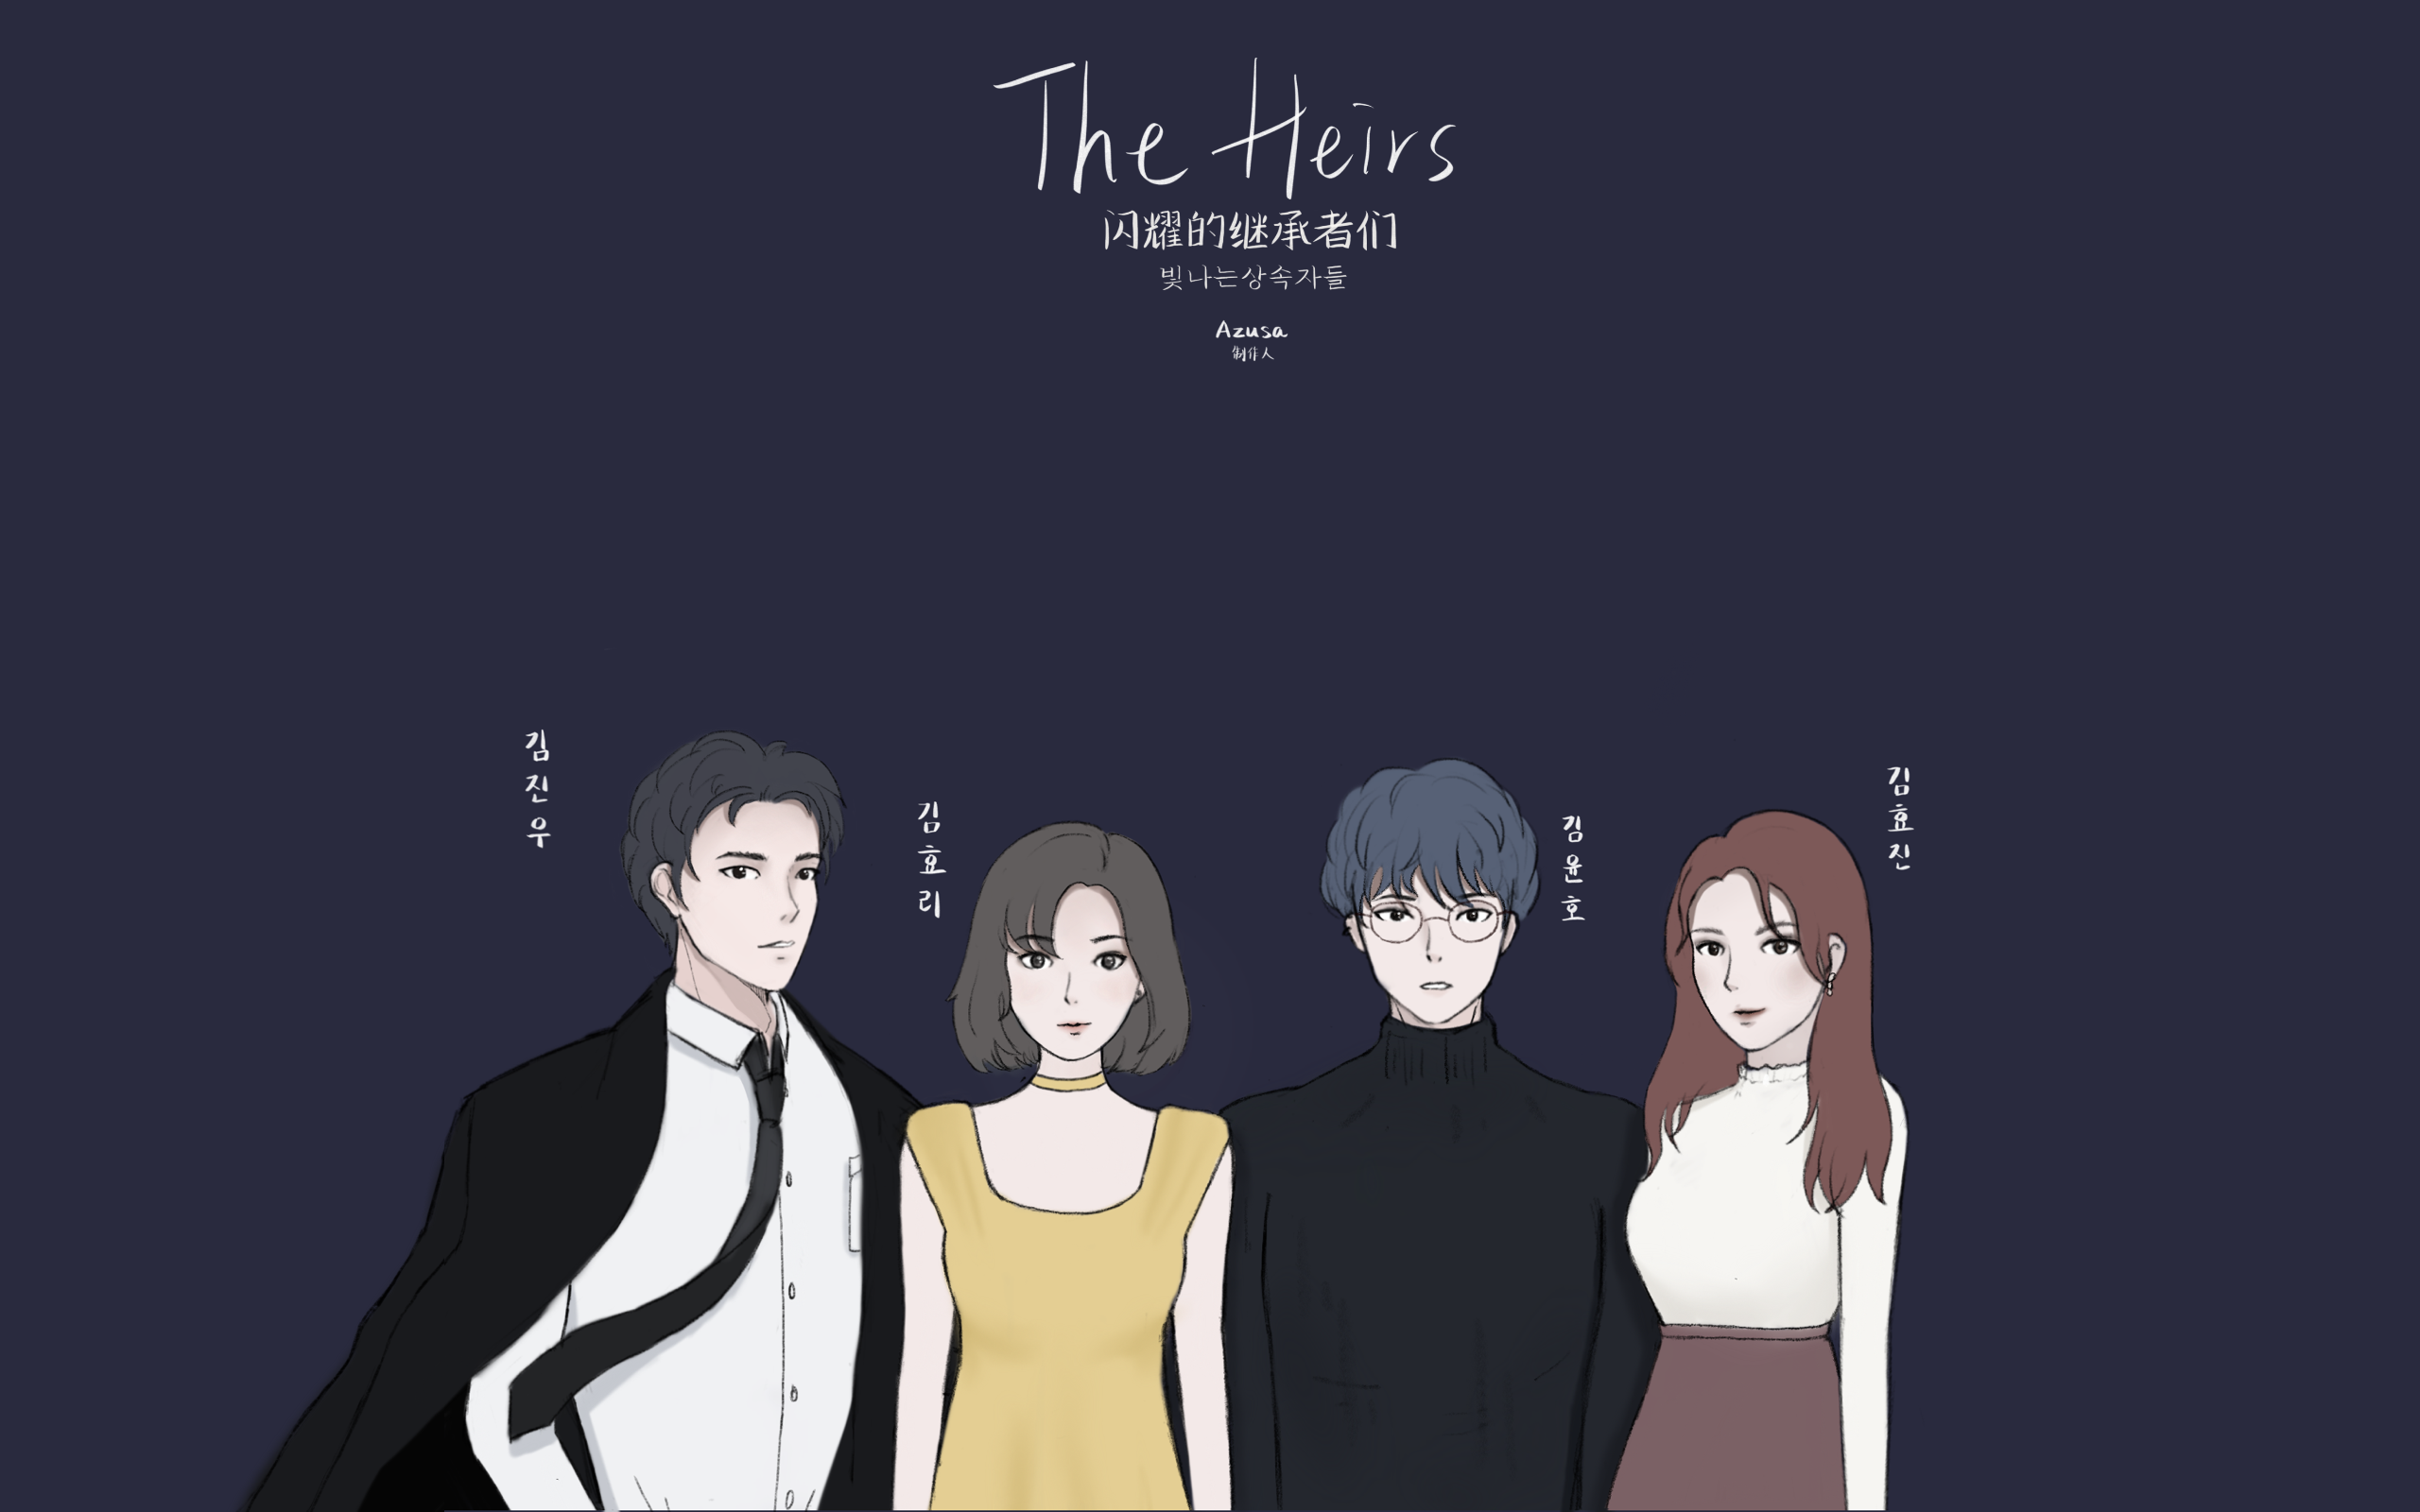 The Heirs
闪耀的继承者们
빛나는상속자들
Azusa
制作人
김진우
김효리
김윤호
김효진